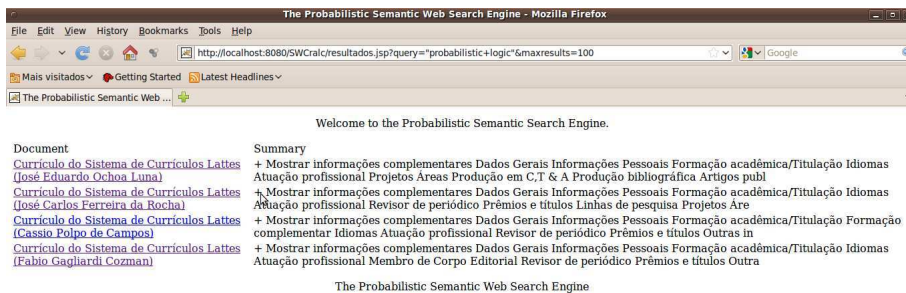 The Probabilistic Semantic Web Search Engine - Mozilla Firefox
File Edit View History Bookmarks Tools Help
http://localhost:8080/SWCralc/resultados.jsp?query="probabilistic+logic"&maxresults=100
Google
Mais visitados Getting Started Latest Headlines
The Probabilistic Semantic Web ...
Welcome to the Probabilistic Semantic Search Engine.
Document Summary
Currículo do Sistema de Currículos Lattes + Mostrar informações complementares Dados Gerais Informações Pessoais Formação acadêmica/Titulação Idiomas
(José Eduardo Ochoa Luna) Atuação profissional Projetos Áreas Produção em C,T & A Produção bibliográfica Artigos publ
Currículo do Sistema de Currículos Lattes + Mostrar informações complementares Dados Gerais Informações Pessoais Formação acadêmica/Titulação Idiomas
(José Carlos Ferreira da Rocha) Atuação profissional Revisor de periódico Prêmios e títulos Linhas de pesquisa Projetos Áre
Currículo do Sistema de Currículos Lattes + Mostrar informações complementares Dados Gerais Informações Pessoais Formação acadêmica/Titulação Formação
(Cassio Polpo de Campos) complementar Idiomas Atuação profissional Revisor de periódico Prêmios e títulos Outras in
Currículo do Sistema de Currículos Lattes + Mostrar informações complementares Dados Gerais Informações Pessoais Formação acadêmica/Titulação Idiomas
(Fabio Gagliardi Cozman) Atuação profissional Membro de Corpo Editorial Revisor de periódico Prêmios e títulos Outra
The Probabilistic Semantic Web Search Engine